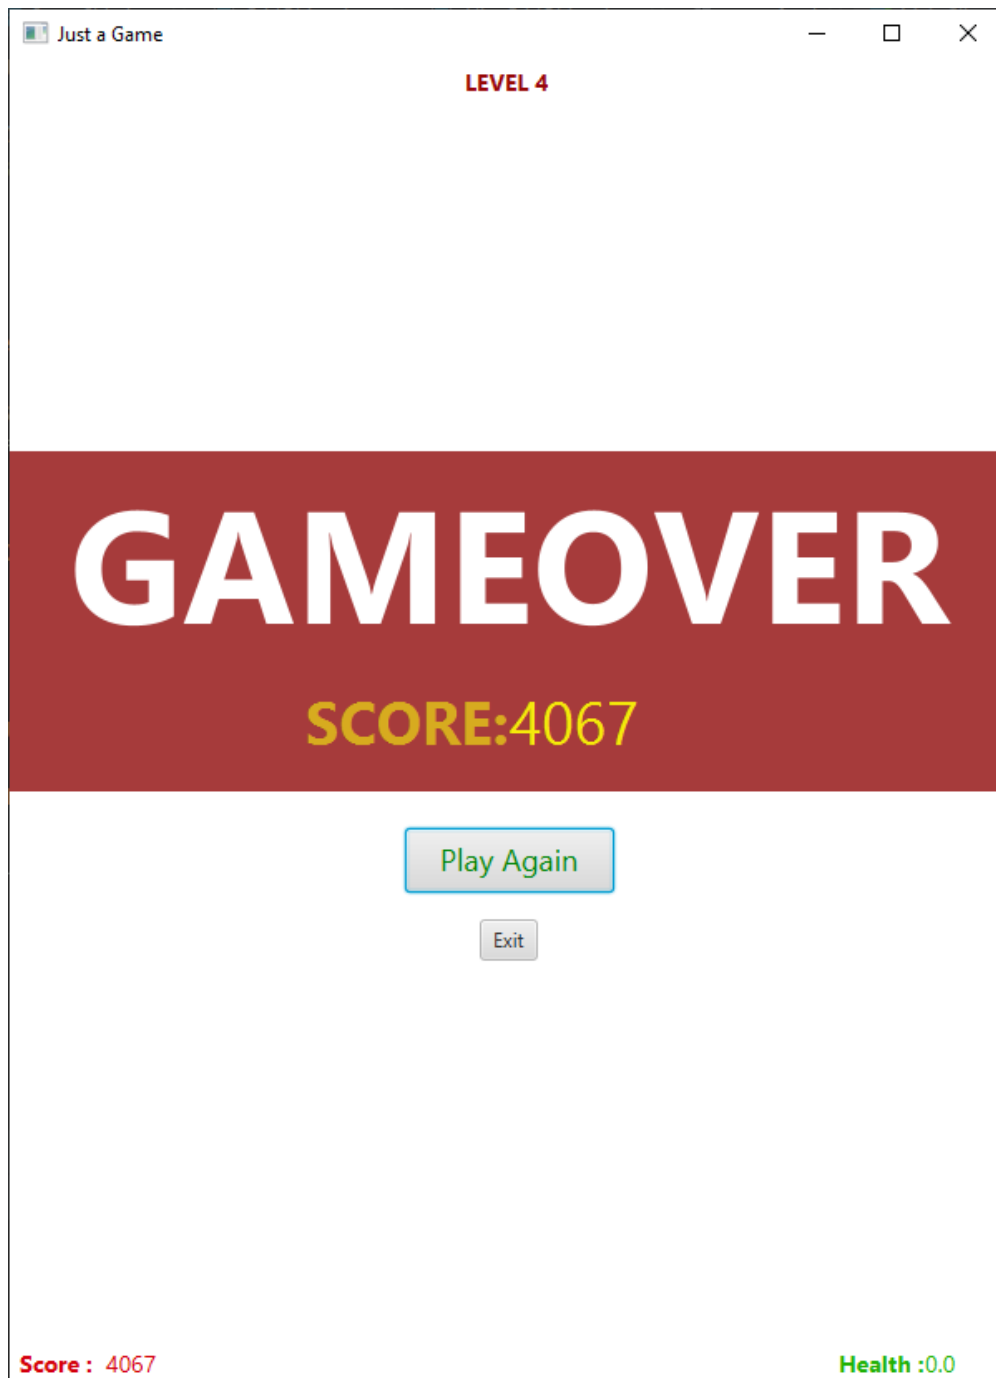 Just a Game
LEVEL 4
GAMEOVER
SCORE:4067
Play Again
Exit
Score : 4067
Health :0.0